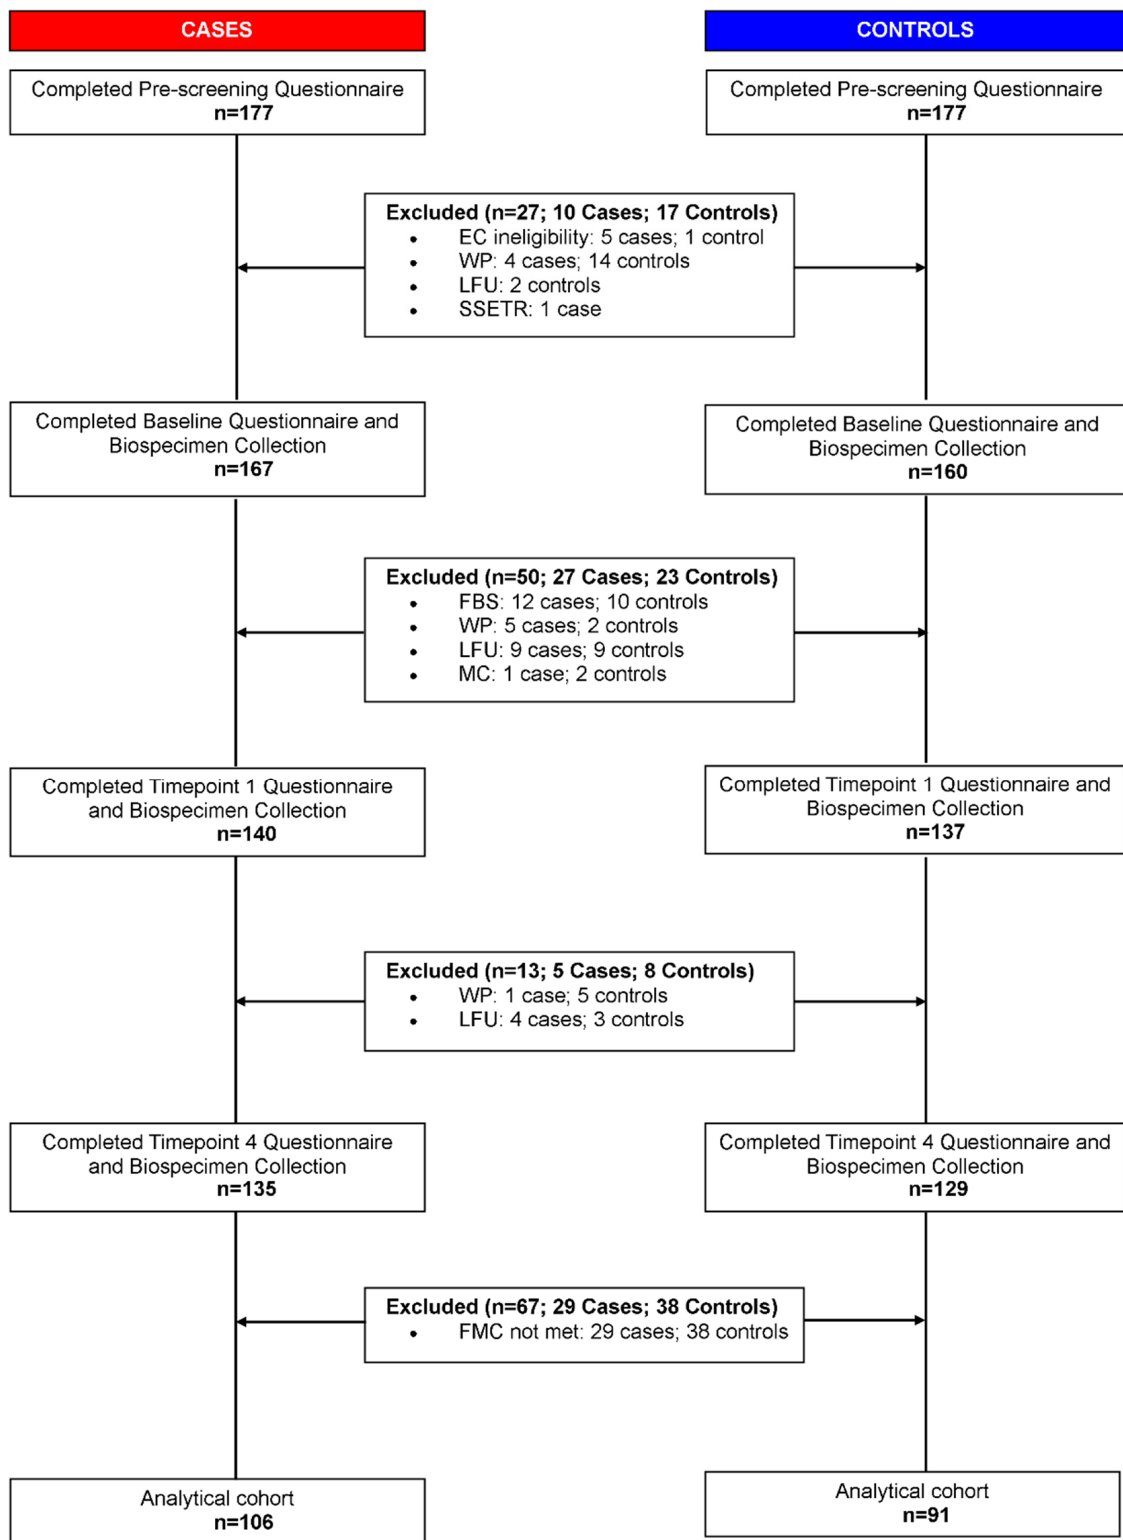 CASES
CONTROLS
Completed Pre-screening Questionnaire
n=177
Completed Pre-screening Questionnaire
n=177
Excluded (n=27; 10 Cases; 17 Controls)
• EC ineligibility: 5 cases; 1 control
• WP: 4 cases; 14 controls
• LFU: 2 controls
• SSETR: 1 case
Completed Baseline Questionnaire and
Biospecimen Collection
n=167
Completed Baseline Questionnaire and
Biospecimen Collection
n=160
Excluded (n=50; 27 Cases; 23 Controls)
• FBS: 12 cases; 10 controls
• WP: 5 cases; 2 controls
• LFU: 9 cases; 9 controls
• MC: 1 case; 2 controls
Completed Timepoint 1 Questionnaire
and Biospecimen Collection
n=140
Completed Timepoint 1 Questionnaire and
Biospecimen Collection
n=137
Excluded (n=13; 5 Cases; 8 Controls)
• WP: 1 case; 5 controls
• LFU: 4 cases; 3 controls
Completed Timepoint 4 Questionnaire
and Biospecimen Collection
n=135
Completed Timepoint 4 Questionnaire and
Biospecimen Collection
n=129
Excluded (n=67; 29 Cases; 38 Controls)
• FMC not met: 29 cases; 38 controls
Analytical cohort
n=106
Analytical cohort
n=91